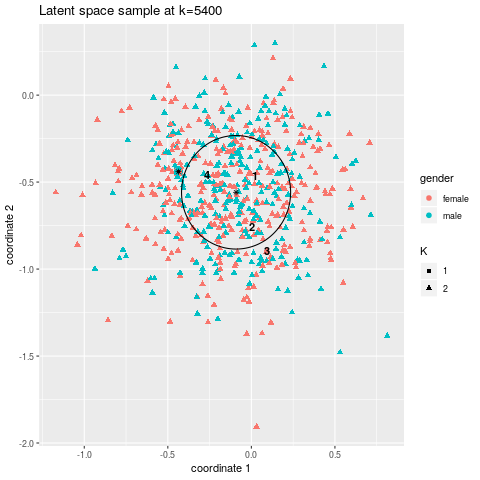 Latent space sample at k=5400
0.0
-0.5
-1.0
-1.5
-2.0
coordinate 2
4
1
2
3
-1.0
-0.5
0.0
0.5
coordinate 1
gender
female
male
K
1
2